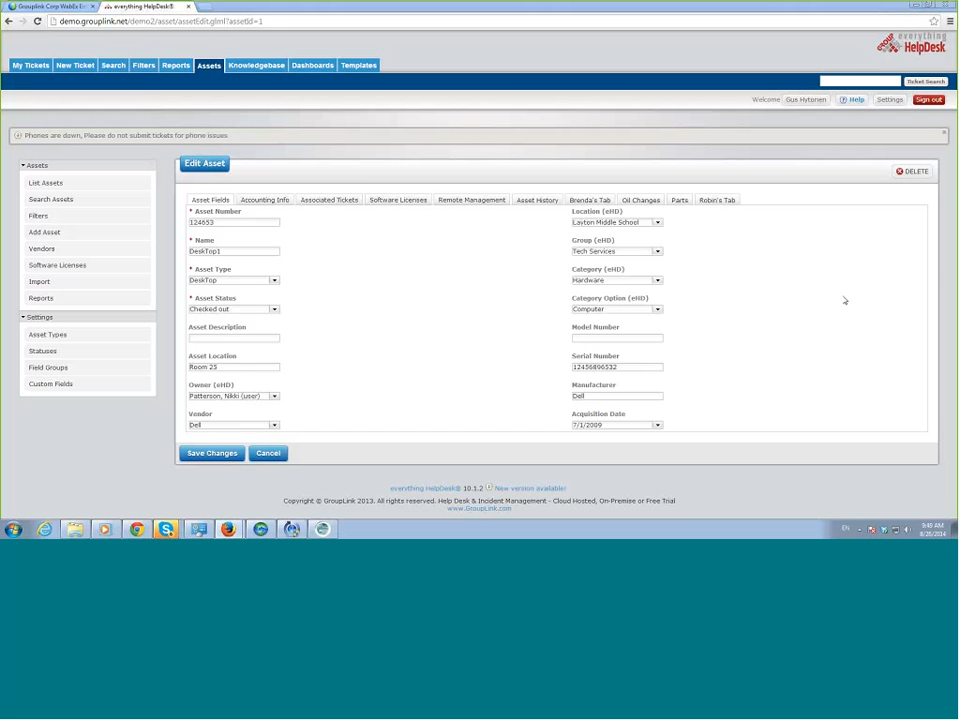 Grouplink Corp WebEx En
everything HelpDesk®
demo.grouplink.net/demo2/asset/assetEdit.glml?assetId=1
GROUP everything HelpDesk
My Tickets New Ticket Search Filters Reports Assets Knowledgebase Dashboards Templates
Ticket Search
Welcome Gus Hytonen Help Settings Sign out
Phones are down, Please do not submit tickets for phone issues
Assets
List Assets
Search Assets
Filters
Add Asset
Vendors
Software Licenses
Import
Reports
Settings
Asset Types
Statuses
Field Groups
Custom Fields
Edit Asset
DELETE
Asset Fields Accounting Info Associated Tickets Software Licenses Remote Management Asset History Brenda's Tab Oil Changes Parts Robin's Tab
* Asset Number
124653
* Name
DeskTop1
* Asset Type
DeskTop
* Asset Status
Checked out
Asset Description
Asset Location
Room 25
Owner (eHD)
Patterson, Nikki (user)
Vendor
Dell
Location (eHD)
Layton Middle School
Group (eHD)
Tech Services
Category (eHD)
Hardware
Category Option (eHD)
Computer
Model Number
Serial Number
12456896532
Manufacturer
Dell
Acquisition Date
7/1/2009
Save Changes Cancel
everything HelpDesk® 10.1.2 New version available!
Copyright © GroupLink 2013. All rights reserved. Help Desk & Incident Management - Cloud Hosted, On-Premise or Free Trial
www.GroupLink.com
EN
9:48 AM
8/20/2014